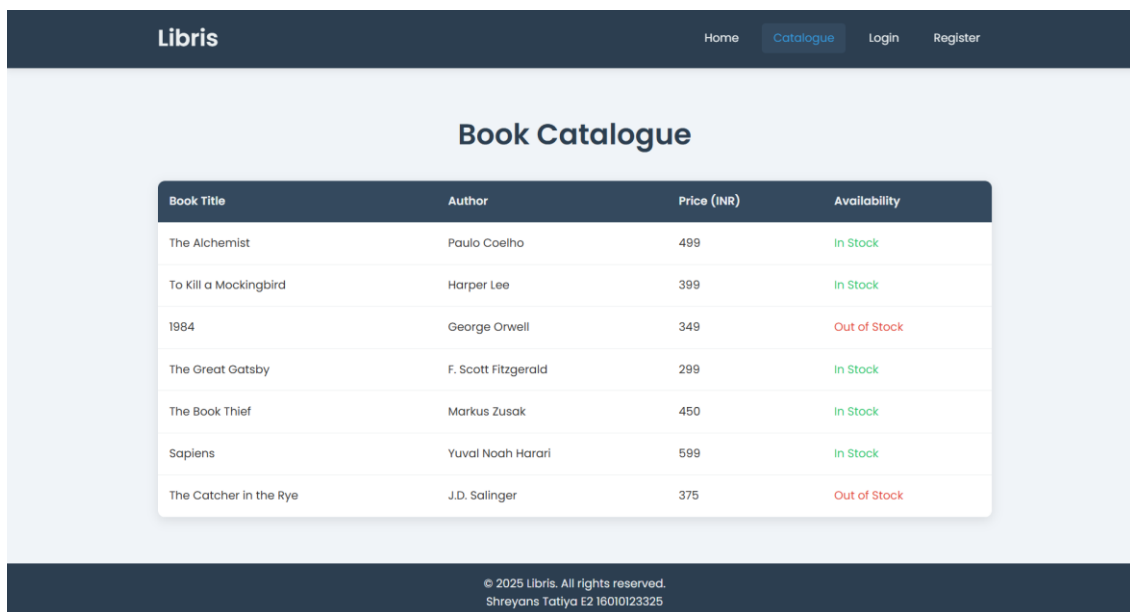 Libris Home Catalogue Login Register
Book Catalogue
Book Title Author Price (INR) Availability
The Alchemist Paulo Coelho 499 In Stock
To Kill a Mockingbird Harper Lee 399 In Stock
1984 George Orwell 349 Out of Stock
The Great Gatsby F. Scott Fitzgerald 299 In Stock
The Book Thief Markus Zusak 450 In Stock
Sapiens Yuval Noah Harari 599 In Stock
The Catcher in the Rye J.D. Salinger 375 Out of Stock
© 2025 Libris. All rights reserved.
Shreyans Tatiya E2 16010123325